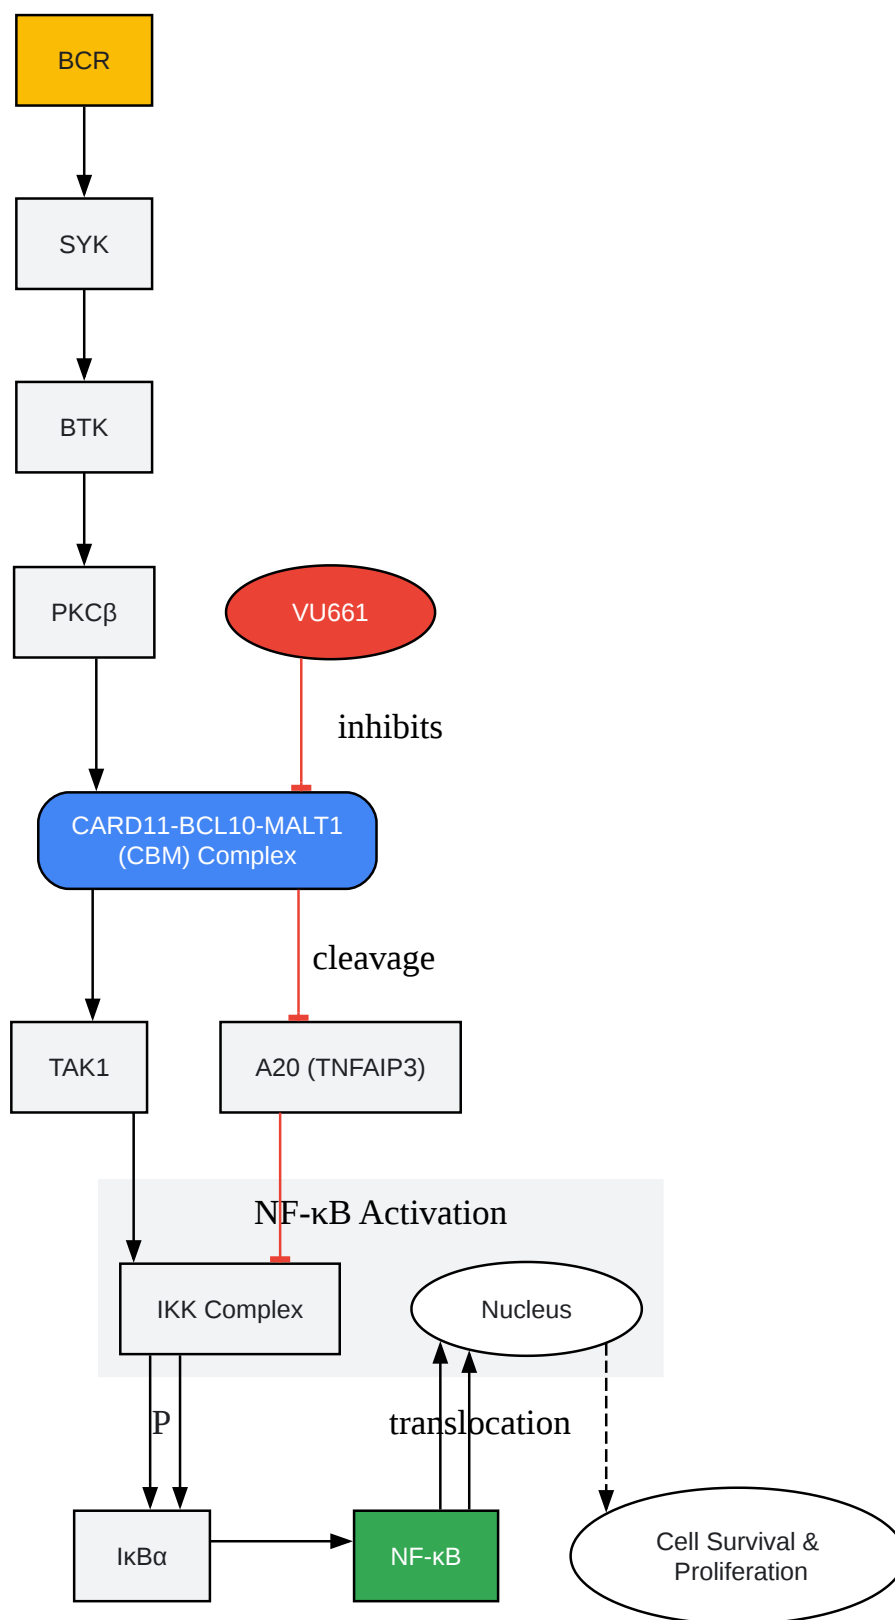 BCR
SYK
BTK
PKCβ
VU661
inhibits
CARD11-BCL10-MALT1
(CBM) Complex
cleavage
TAK1
A20 (TNFAIP3)
NF-κB Activation
IKK Complex
Nucleus
P
translocation
IκBα
NF-κB
Cell Survival &
Proliferation